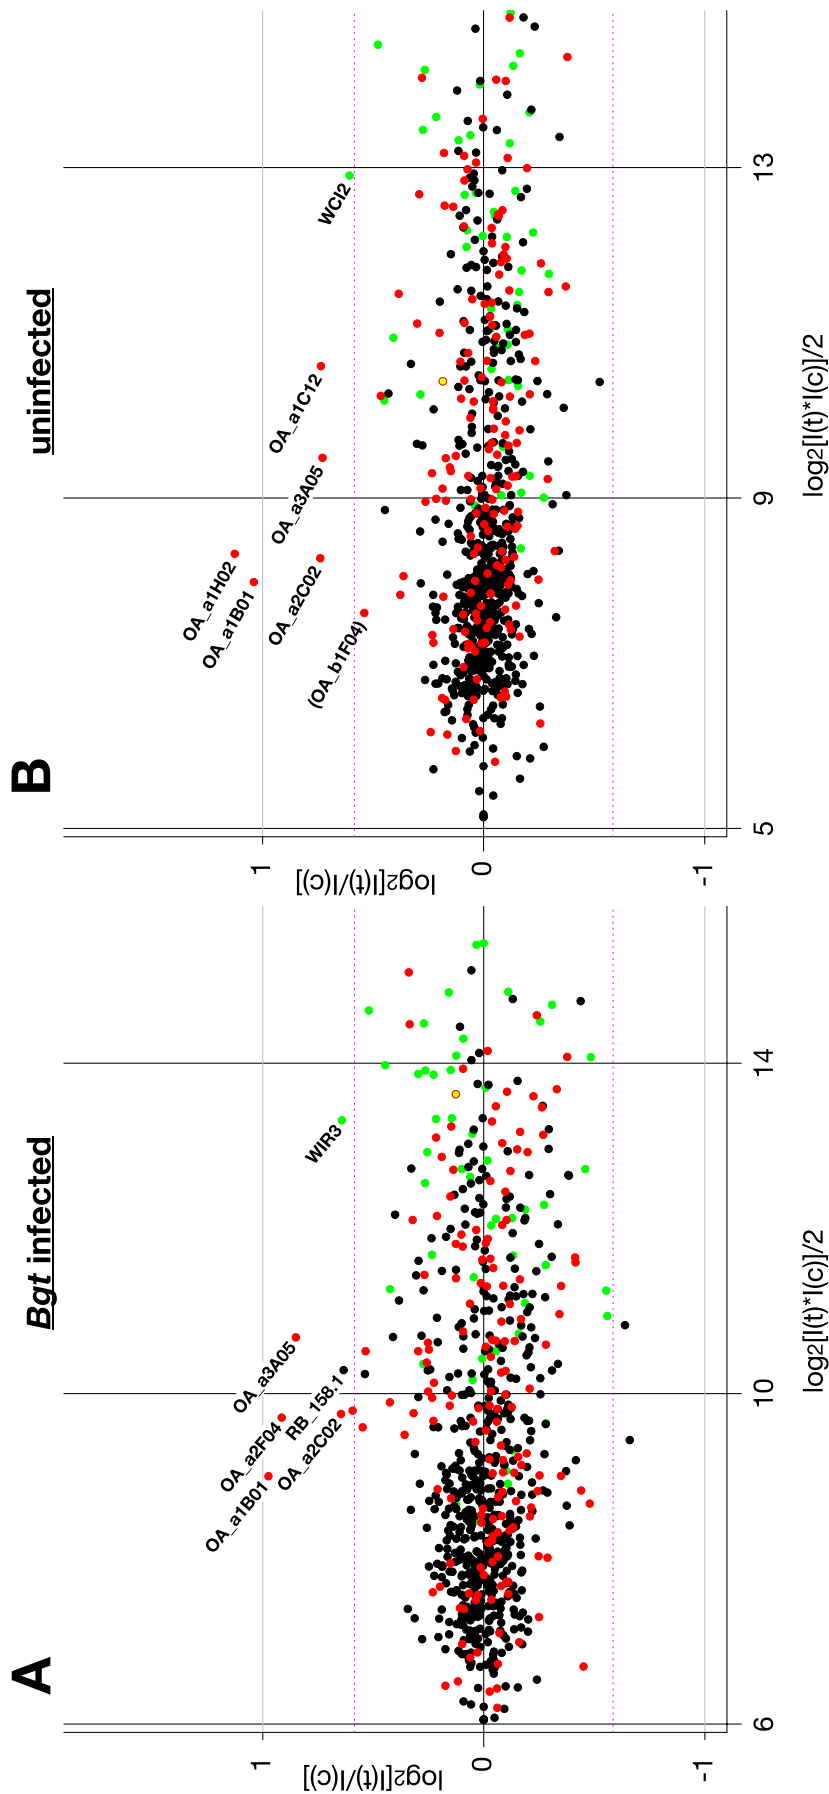 A
Bgt infected
log2[I(t)/I(c)]
1
0
-1
OA_a3A05
OA_a2F04
RB_158.1
OA_a1B01
OA_a2C02
WIR3
6
10
14
log2[I(t)*I(c)]/2
B
uninfected
log2[I(t)/I(c)]
1
0
-1
OA_a1H02
OA_a1B01
OA_a2C02
(OA_b1F04)
OA_a3A05
OA_a1C12
WCI2
5
9
13
log2[I(t)*I(c)]/2